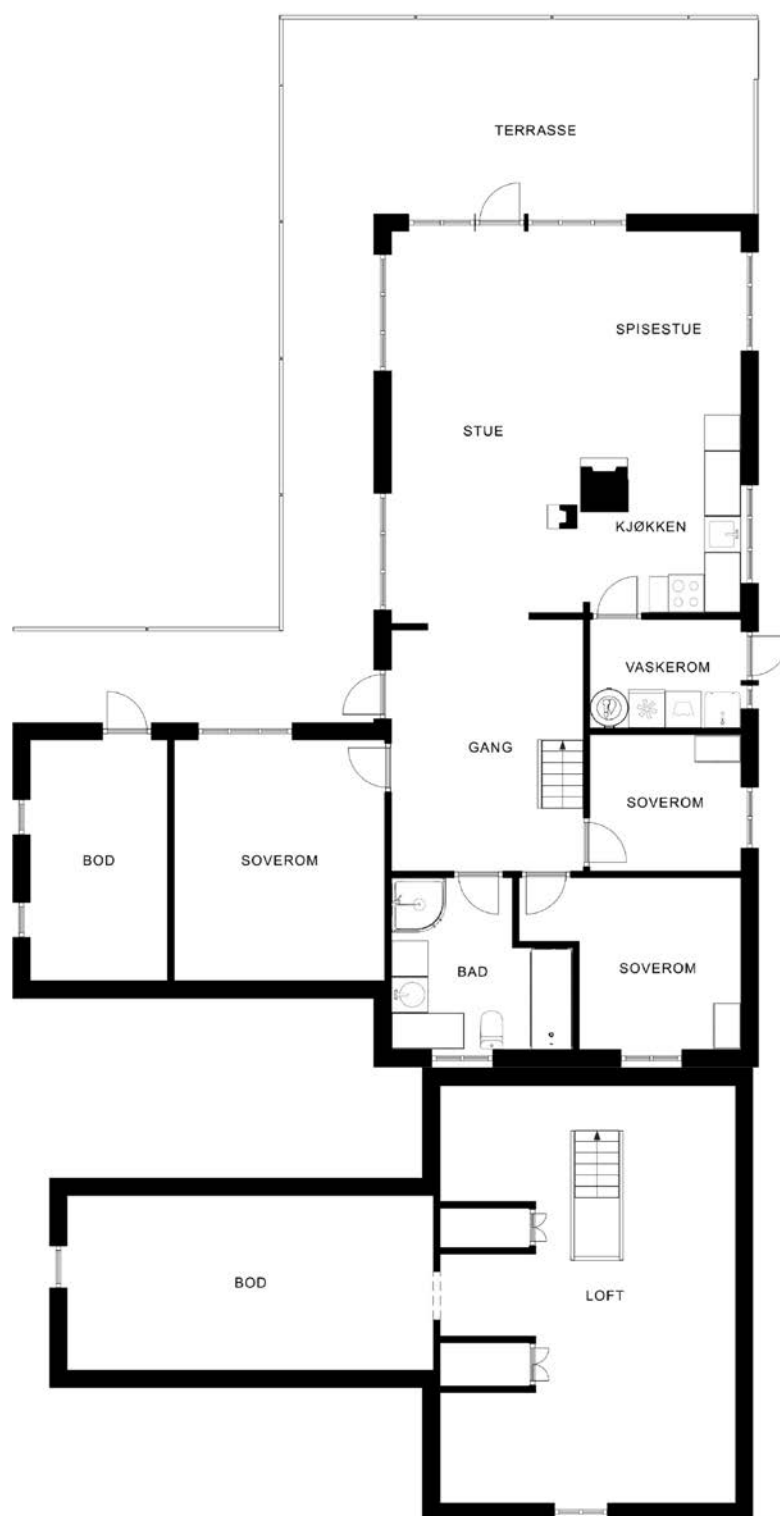 TERRASSE
SPISESTUE
STUE
KJØKKEN
VASKEROM
GANG
SOVEROM
BOD
SOVEROM
BAD
SOVEROM
BOD
LOFT